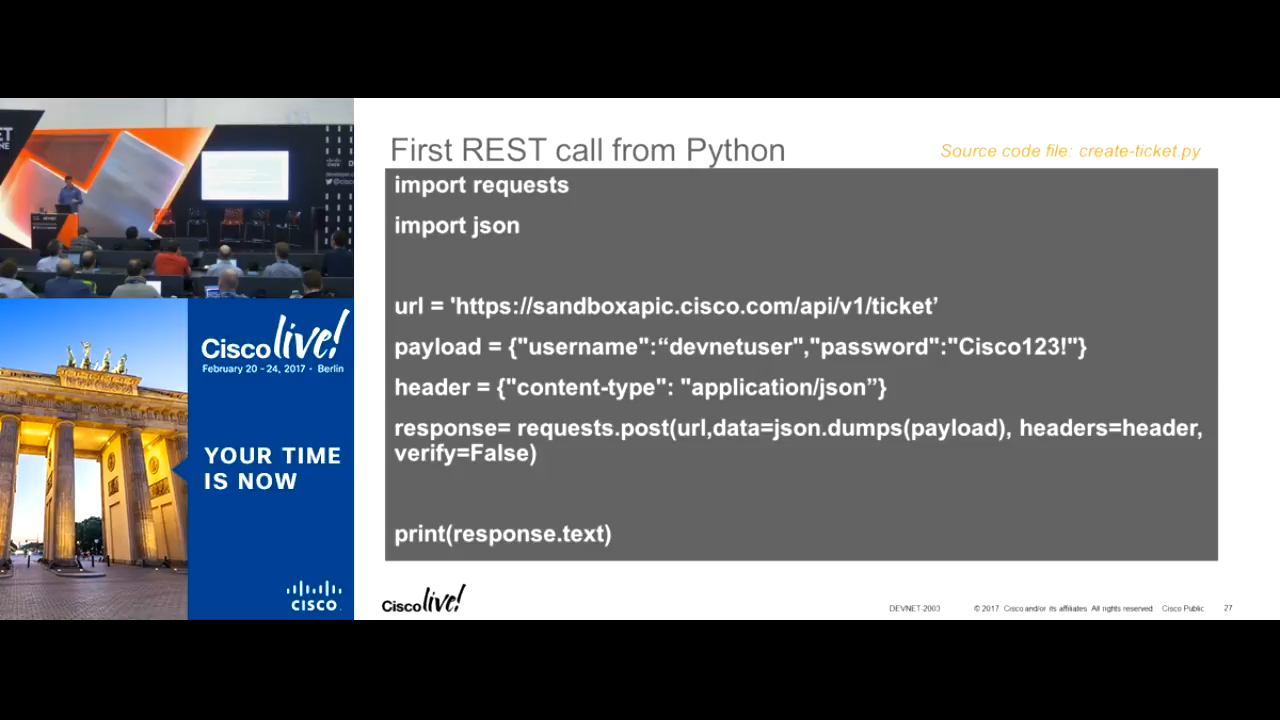 First REST call from Python
Source code file: create-ticket.py
import requests
import json
url = 'https://sandboxapic.cisco.com/api/v1/ticket’
payload = {"username":“devnetuser","password":"Cisco123!"}
header = {"content-type": "application/json”}
response= requests.post(url,data=json.dumps(payload), headers=header,
verify=False)
print(response.text)
Cisco live!
February 20 - 24, 2017 • Berlin
YOUR TIME
IS NOW
CISCO
Cisco live!
DEVNET-2003
© 2017 Cisco and/or its affiliates. All rights reserved. Cisco Public
27